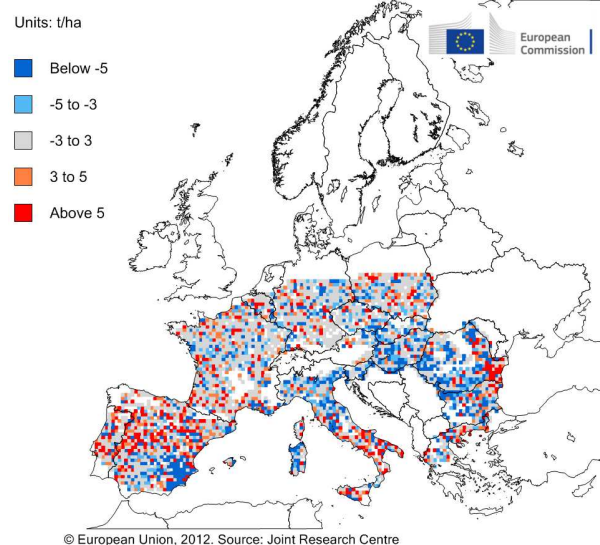 Units: t/ha
European
Commission
Below -5
-5 to -3
-3 to 3
3 to 5
Above 5
© European Union, 2012. Source: Joint Research Centre